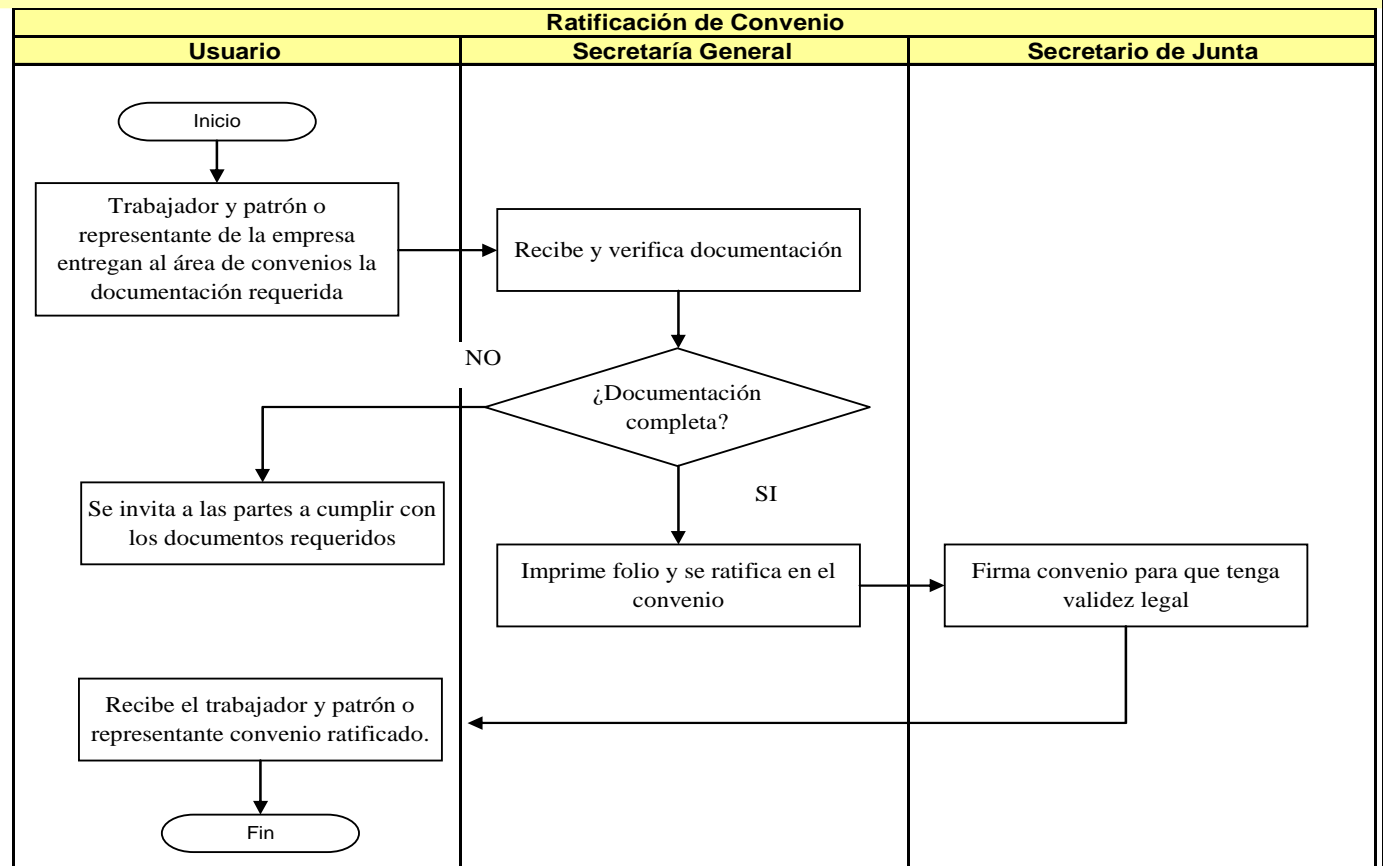 Ratificación de Convenio
Usuario
Secretaría General
Secretario de Junta
Inicio
Trabajador y patrón o
representante de la empresa
entregan al área de convenios la
documentación requerida
Recibe y verifica documentación
NO
¿Documentación
completa?
SI
Se invita a las partes a cumplir con
los documentos requeridos
Imprime folio y se ratifica en el
convenio
Firma convenio para que tenga
validez legal
Recibe el trabajador y patrón o
representante convenio ratificado.
Fin